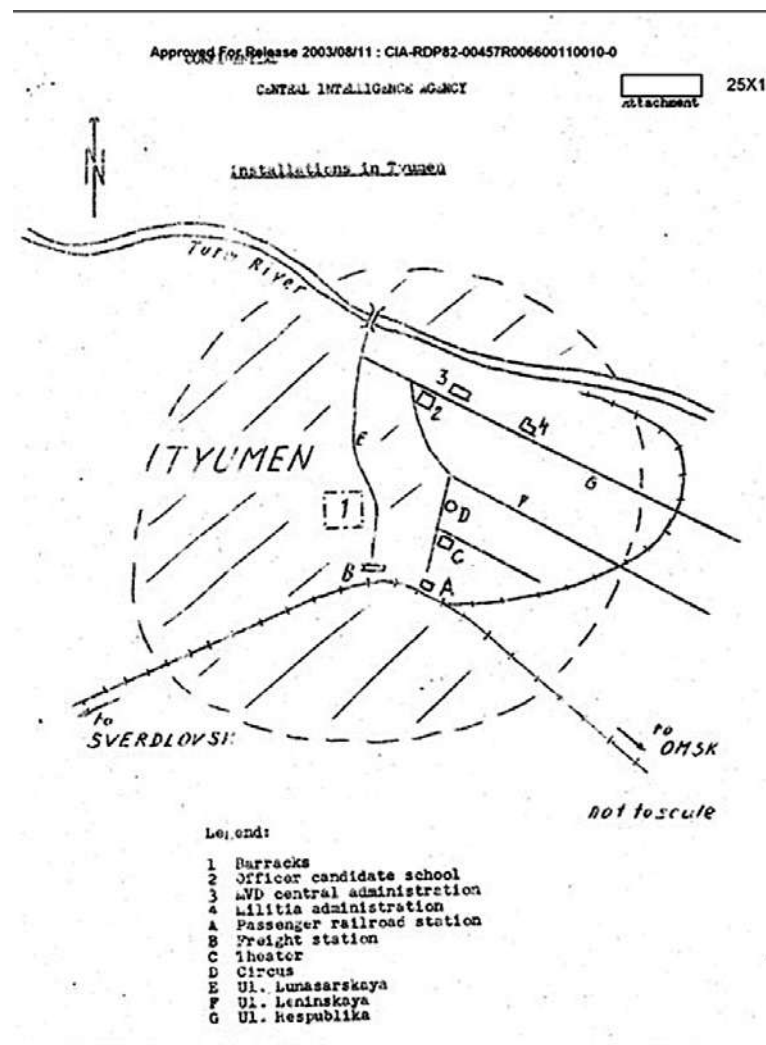 Approved For Release 2003/08/11 : CIA-RDP82-00457R006600110010-0
CONFIDENTIAL
CENTRAL INTELLIGENCE AGENCY
25X1
Attachment
N
Installations in Tyumen
River
3
2
4
TYUMEN
E
G
1
D
F
C
B
A
to
SVERDLOVSK
to
OMSK
not to scale
Legend:
1 Barracks
2 Officer candidate school
3 MVD central administration
4 Militia administration
A Passenger railroad station
B Freight station
C Theater
D Circus
E Ul. Lunasarskaya
F Ul. Leninskaya
G Ul. Respublika